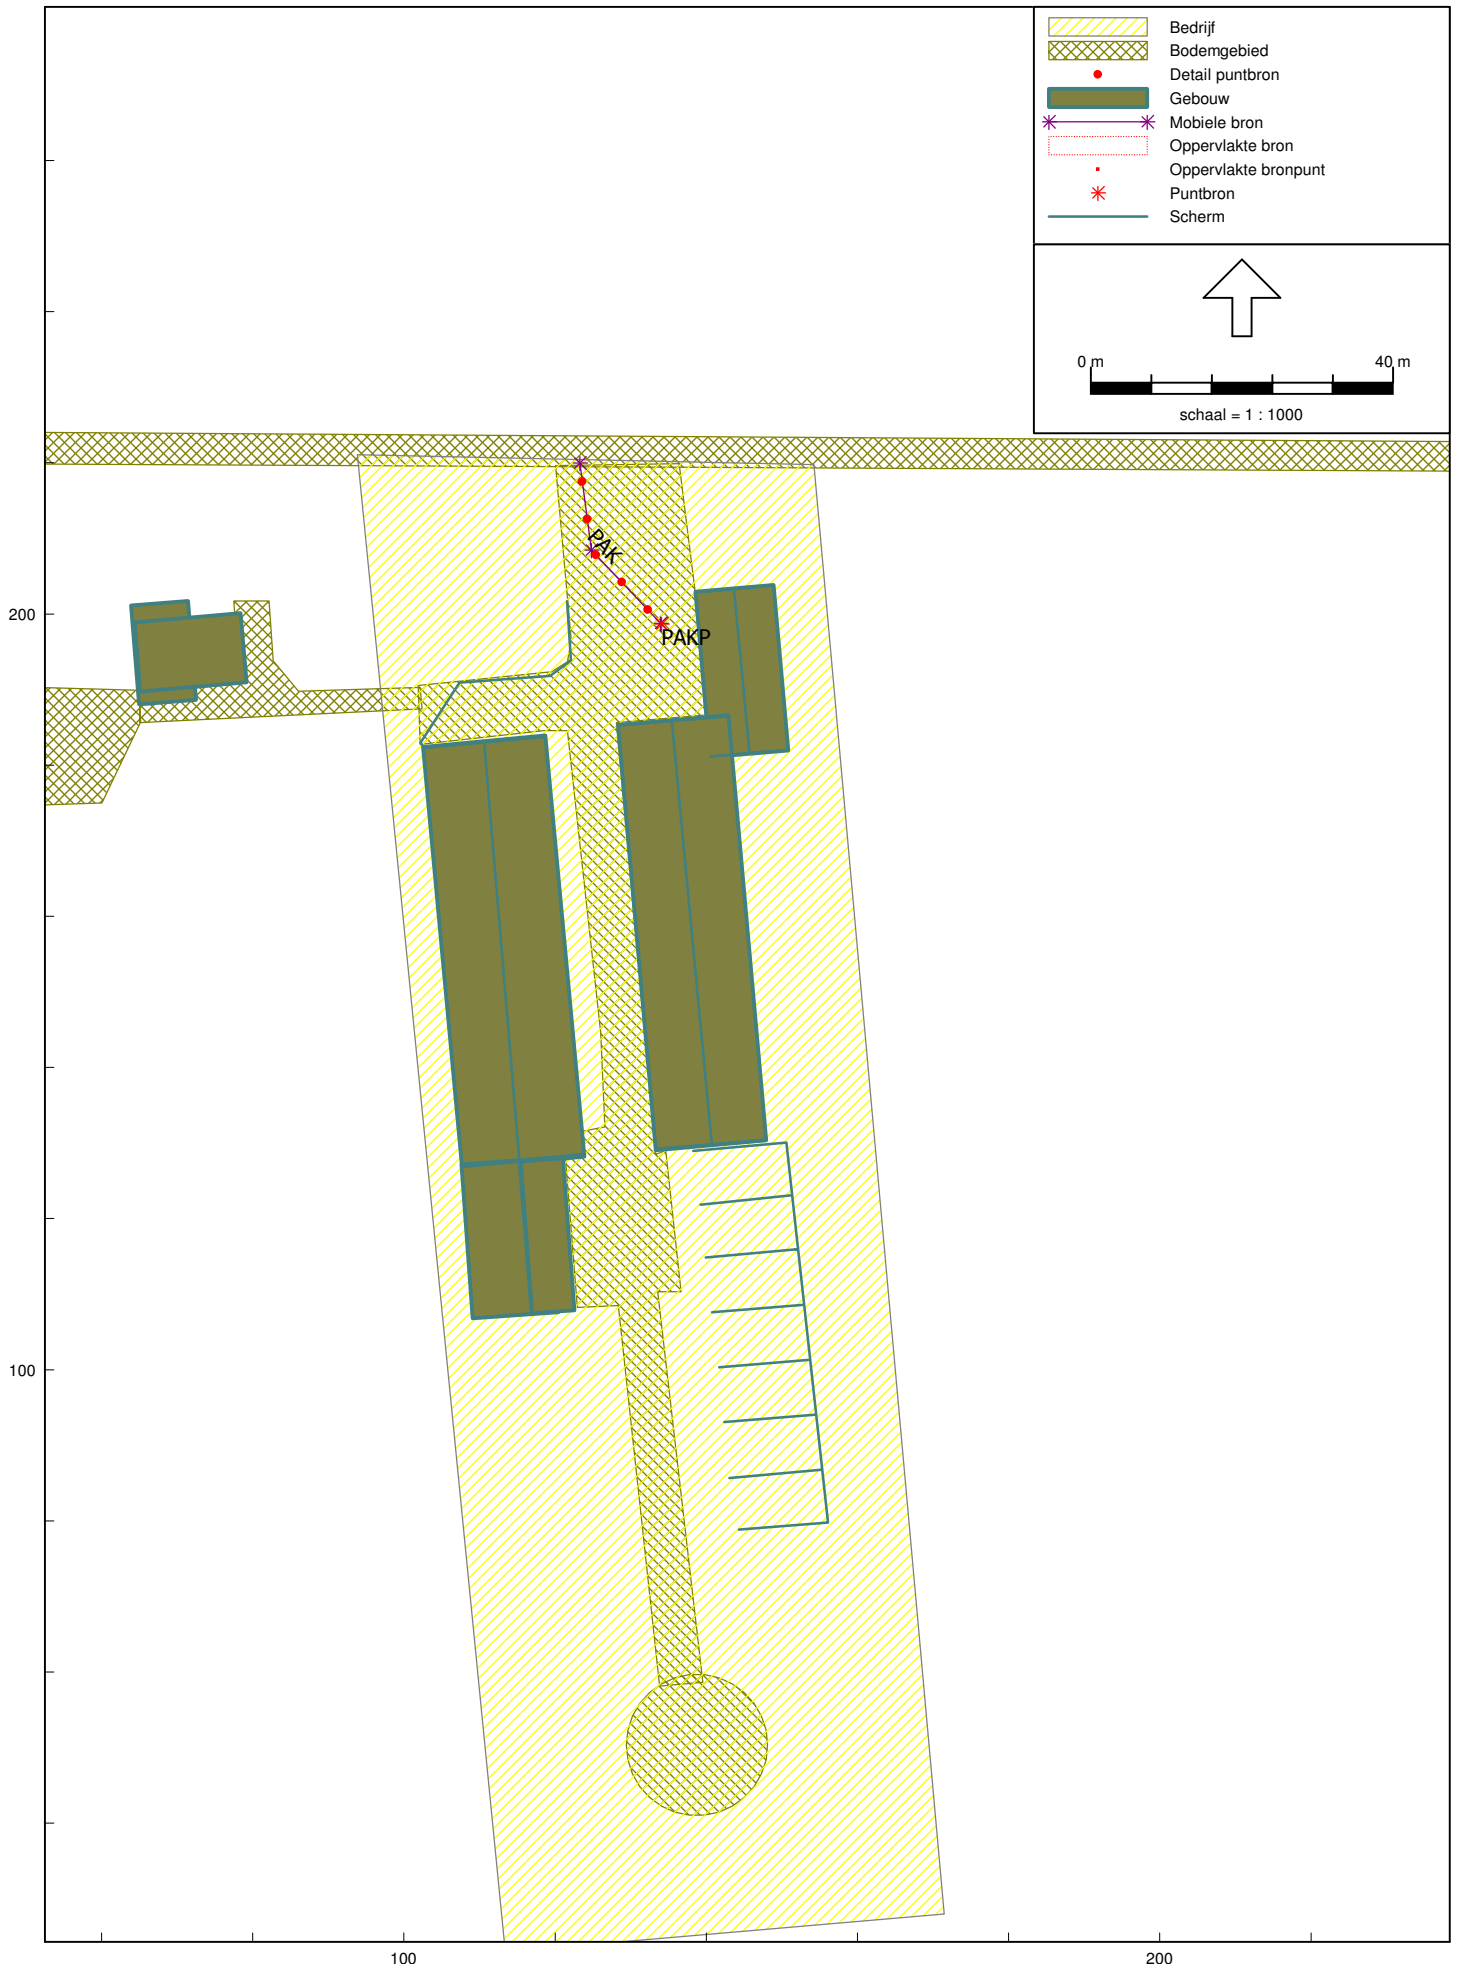 Bedrijf
Bodemgebied
Detail puntbron
Gebouw
Mobiele bron
Oppervlakte bron
Oppervlakte bronpunt
Puntbron
Scherm
0 m 40 m
schaal = 1 : 1000
PAK
200
PAKP
100
100 200